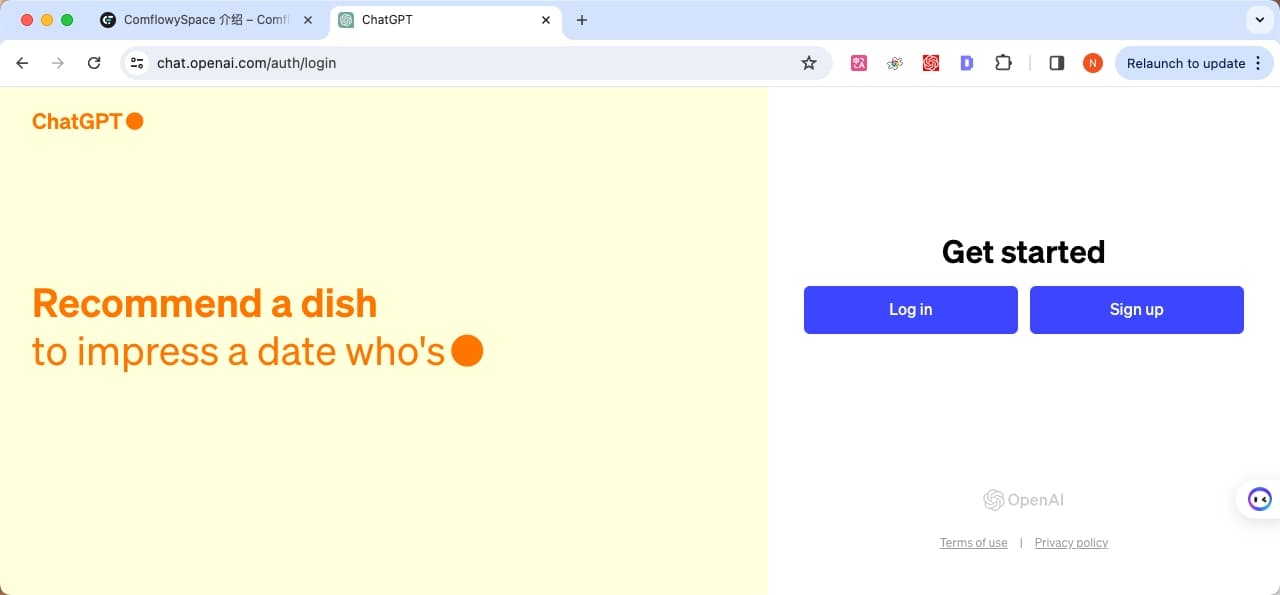 ComflowySpace 介绍 – Comfl
ChatGPT
chat.openai.com/auth/login
N
Relaunch to update
ChatGPT
Recommend a dish
to impress a date who's
Get started
Log in
Sign up
OpenAI
Terms of use | Privacy policy